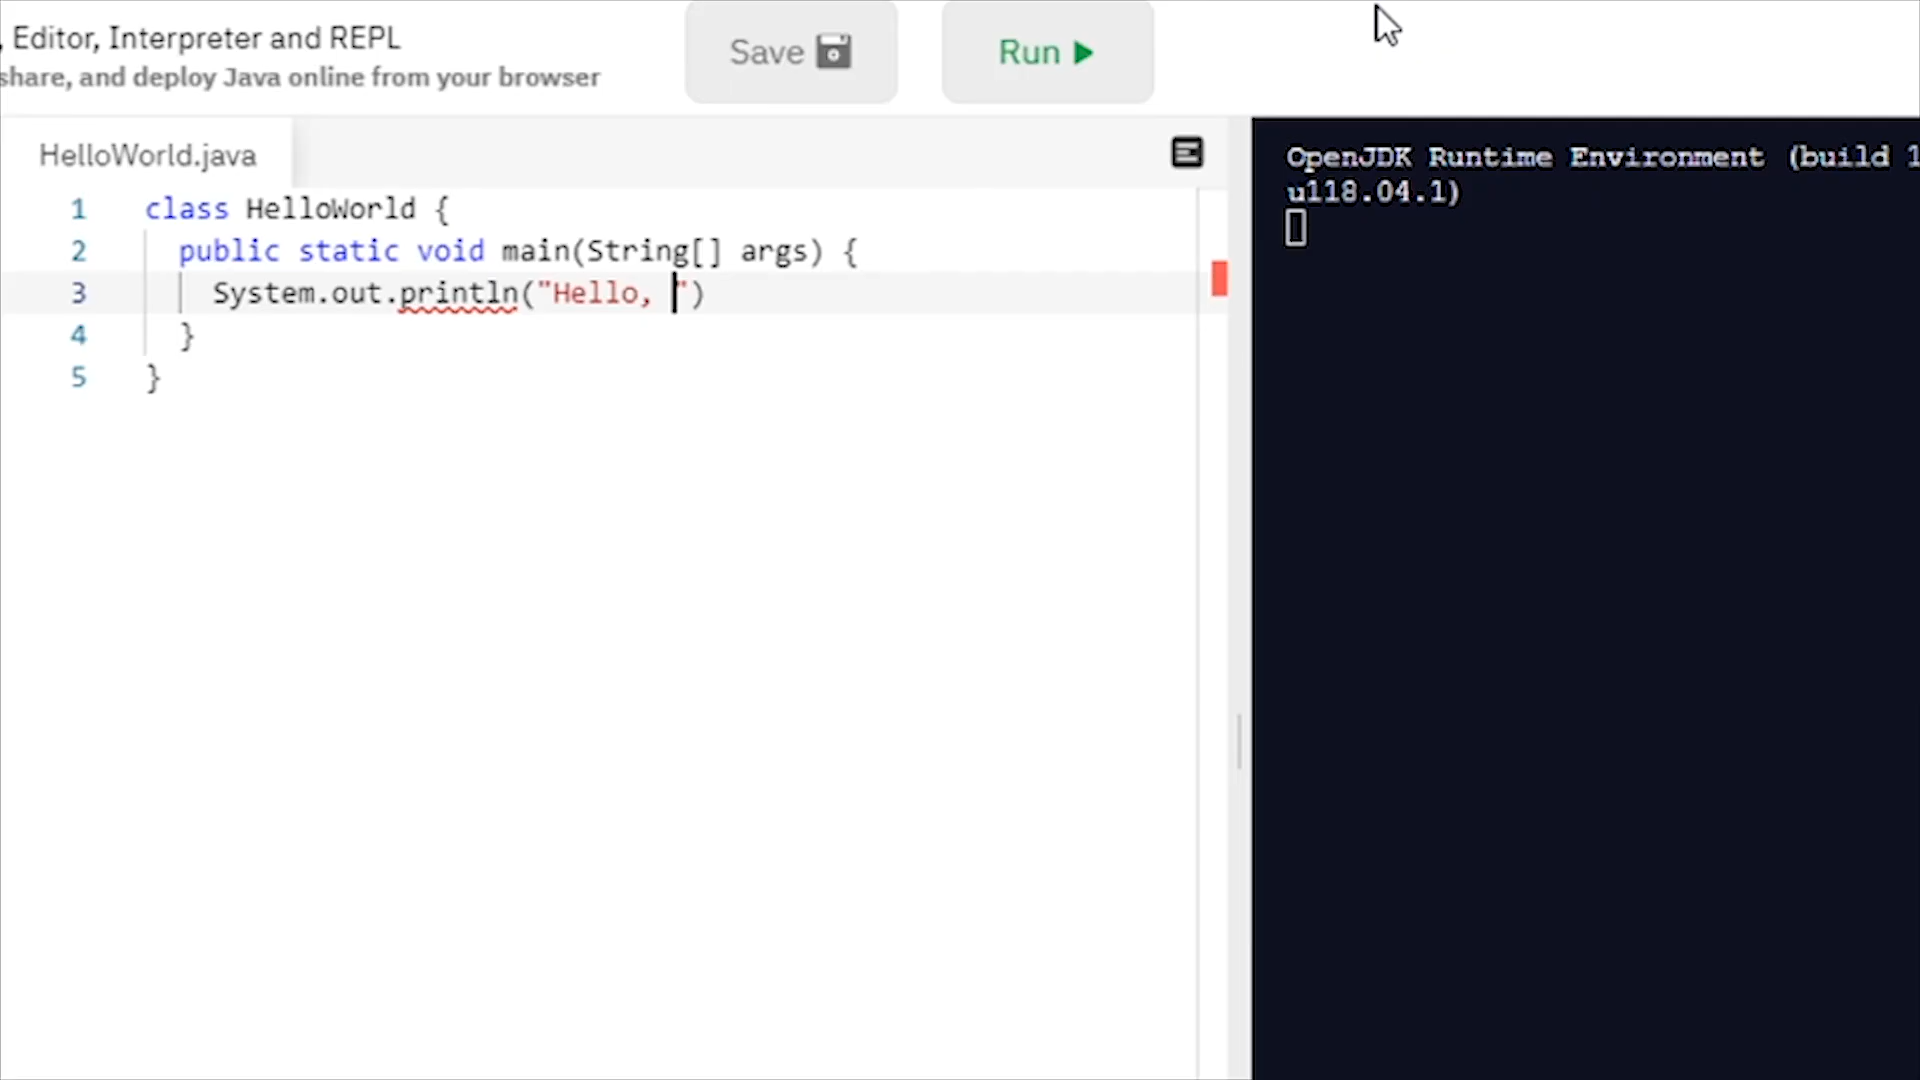 , Editor, Interpreter and REPL
share, and deploy Java online from your browser
Save
Run
HelloWorld.java
1 class HelloWorld {
2 public static void main(String[] args) {
3 System.out.println("Hello, ")
4 }
5 }
OpenJDK Runtime Environment (build 1
u118.04.1)